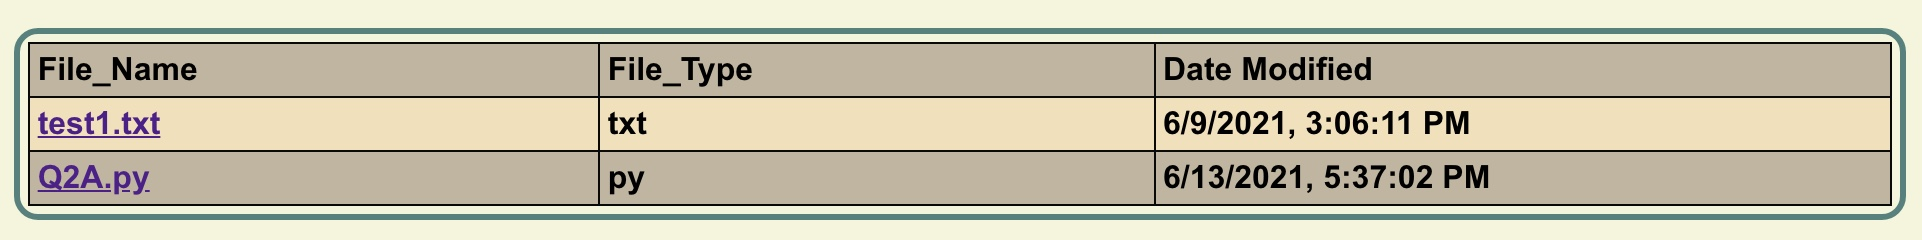 File_Name File_Type Date Modified
test1.txt txt 6/9/2021, 3:06:11 PM
Q2A.py py 6/13/2021, 5:37:02 PM